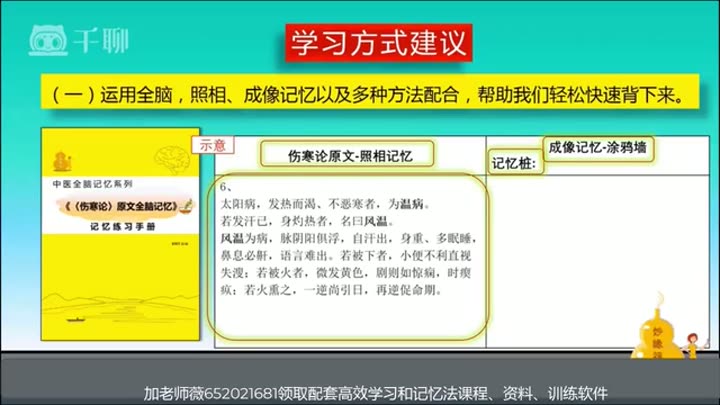 千聊
学习方式建议
（一）运用全脑，照相、成像记忆以及多种方法配合，帮助我们轻松快速背下来。
示意
中医全脑记忆系列
《〈伤寒论〉原文全脑记忆》
记忆练习手册
伤寒论原文-照相记忆
6、
太阳病，发热而渴、不恶寒者，为温病。
若发汗已，身灼热者，名曰风温。
风温为病，脉阴阳俱浮，自汗出，身重、多眠睡，
鼻息必鼾，语言难出。若被下者，小便不利直视
失溲；若被火者，微发黄色，剧则如惊痫，时瘈
疭；若火熏之，一逆尚引日，再逆促命期。
成像记忆-涂鸦墙
记忆桩:
加老师薇652021681领取配套高效学习和记忆法课程、资料、训练软件